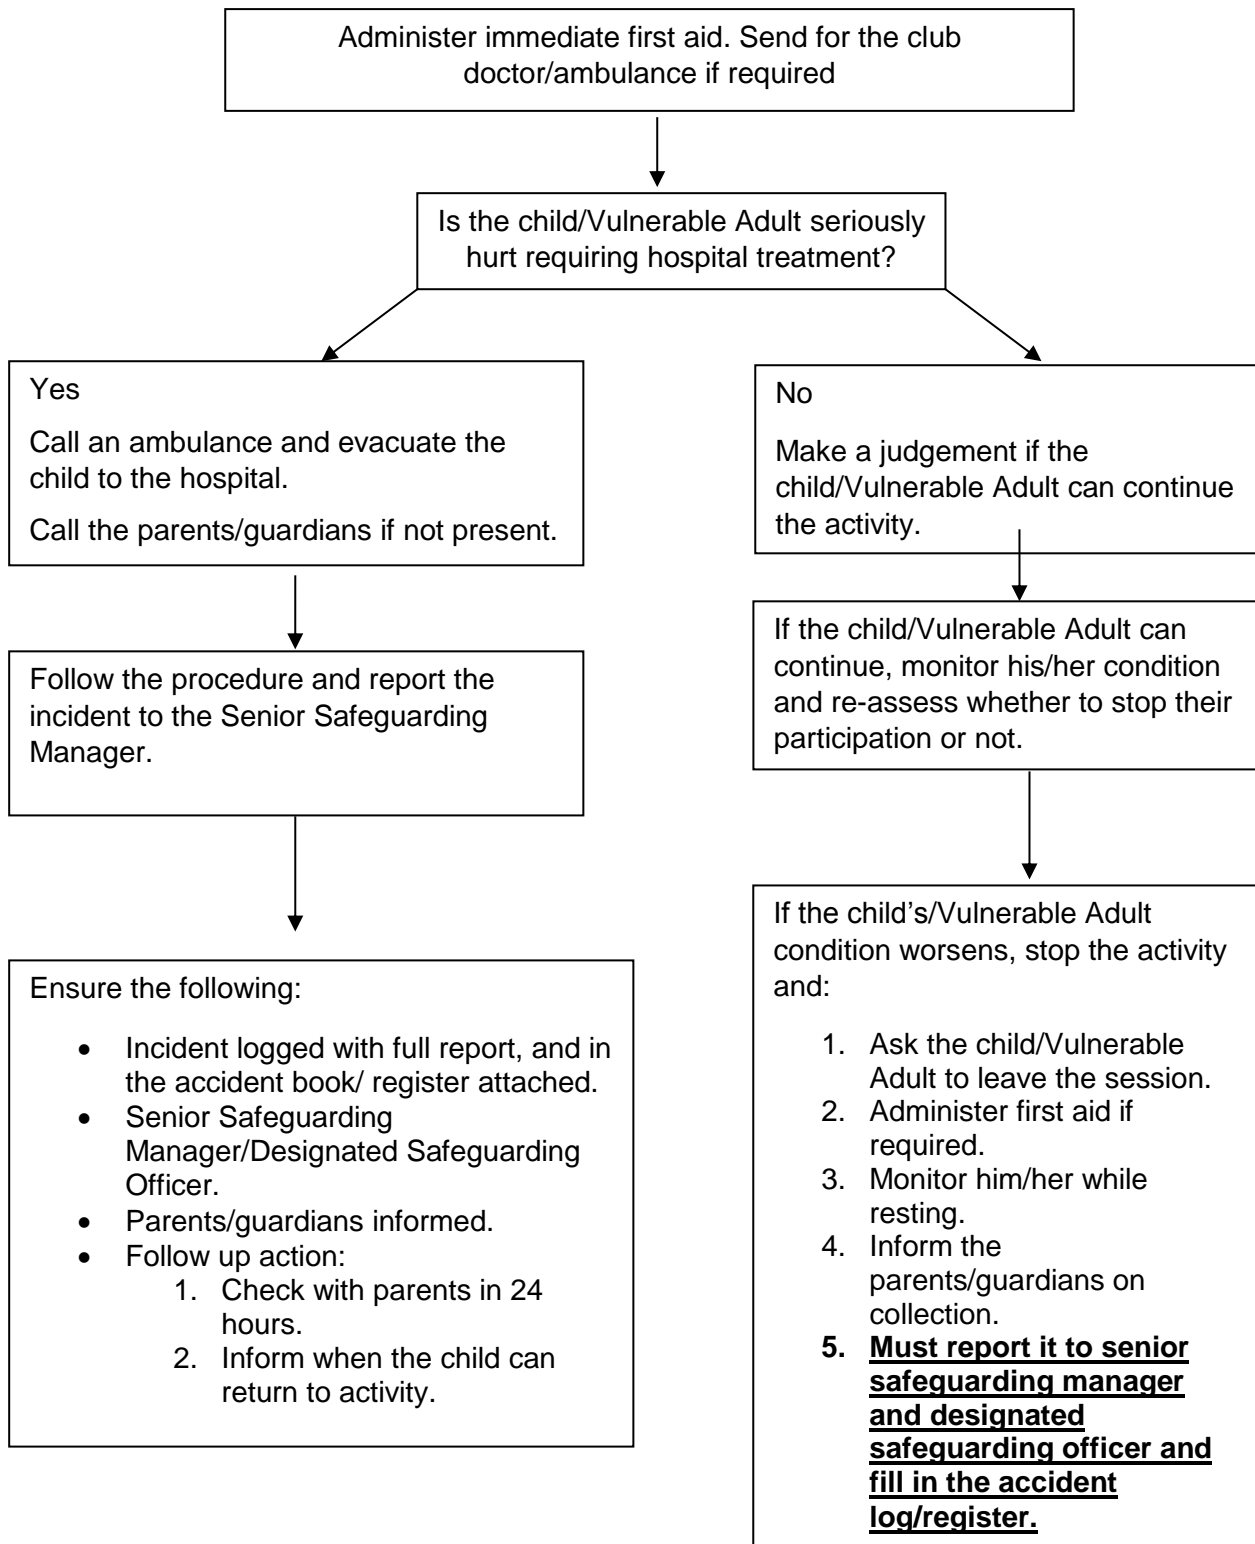 Administer immediate first aid. Send for the club
doctor/ambulance if required
Is the child/Vulnerable Adult seriously
hurt requiring hospital treatment?
Yes
Call an ambulance and evacuate the
child to the hospital.
Call the parents/guardians if not present.
Follow the procedure and report the
incident to the Senior Safeguarding
Manager.
Ensure the following:
• Incident logged with full report, and in
the accident book/ register attached.
• Senior Safeguarding
Manager/Designated Safeguarding
Officer.
• Parents/guardians informed.
• Follow up action:
1. Check with parents in 24
hours.
2. Inform when the child can
return to activity.
No
Make a judgement if the
child/Vulnerable Adult can continue
the activity.
If the child/Vulnerable Adult can
continue, monitor his/her condition
and re-assess whether to stop their
participation or not.
If the child’s/Vulnerable Adult
condition worsens, stop the activity
and:
1. Ask the child/Vulnerable
Adult to leave the session.
2. Administer first aid if
required.
3. Monitor him/her while
resting.
4. Inform the
parents/guardians on
collection.
5. Must report it to senior
safeguarding manager
and designated
safeguarding officer and
fill in the accident
log/register.